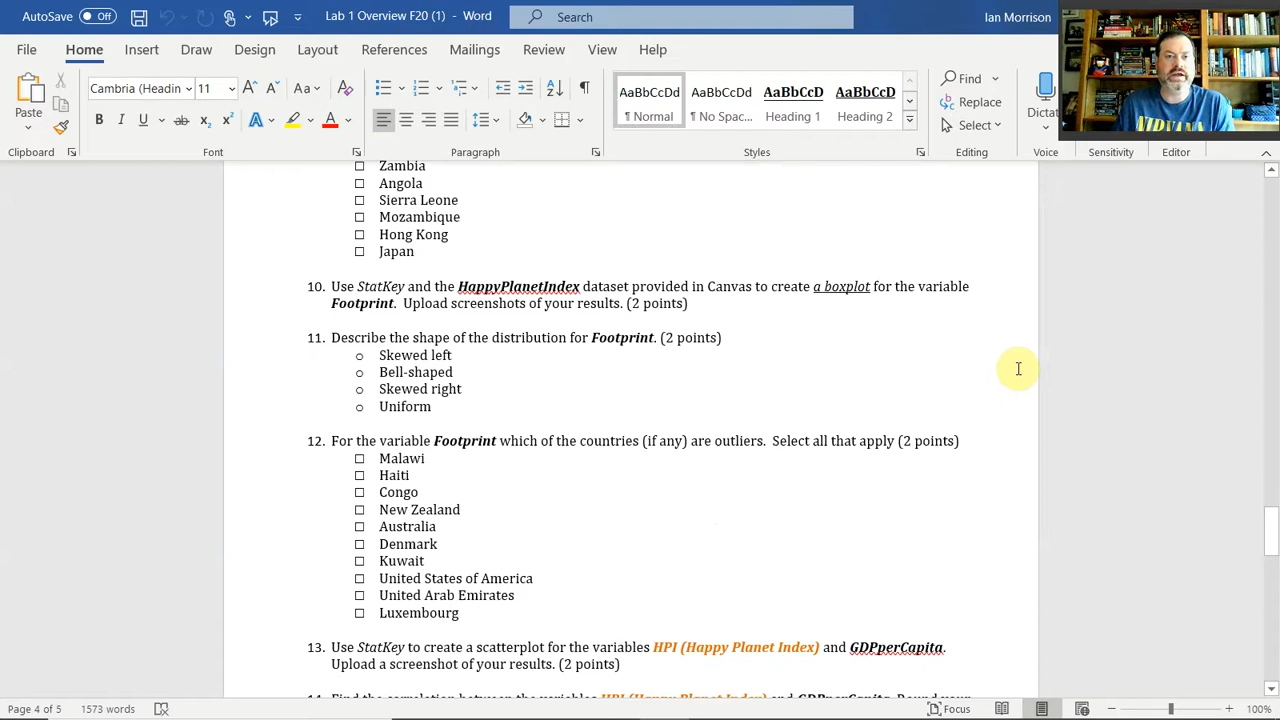 AutoSave Off Lab 1 Overview F20 (1) - Word Search Ian Morrison
File Home Insert Draw Design Layout References Mailings Review View Help
Paste Cambria (Headin 11 A A Aa A AaBbCcDd AaBbCcDd AaBbCcD AaBbCcD Find Replace Select Dictat
B I U ab x2 x2 A A ¶ Normal ¶ No Spac... Heading 1 Heading 2
Clipboard Font Paragraph Styles Editing Voice Sensitivity Editor
Zambia
Angola
Sierra Leone
Mozambique
Hong Kong
Japan
10. Use StatKey and the HappyPlanetIndex dataset provided in Canvas to create a boxplot for the variable
Footprint. Upload screenshots of your results. (2 points)
11. Describe the shape of the distribution for Footprint. (2 points)
Skewed left
Bell-shaped
Skewed right
Uniform
12. For the variable Footprint which of the countries (if any) are outliers. Select all that apply (2 points)
Malawi
Haiti
Congo
New Zealand
Australia
Denmark
Kuwait
United States of America
United Arab Emirates
Luxembourg
13. Use StatKey to create a scatterplot for the variables HPI (Happy Planet Index) and GDPperCapita.
Upload a screenshot of your results. (2 points)
14. Find the correlation between the variables HPI (Happy Planet Index) and GDPperCapita. Round your
Page 4 of 5 1573 words Focus 100%